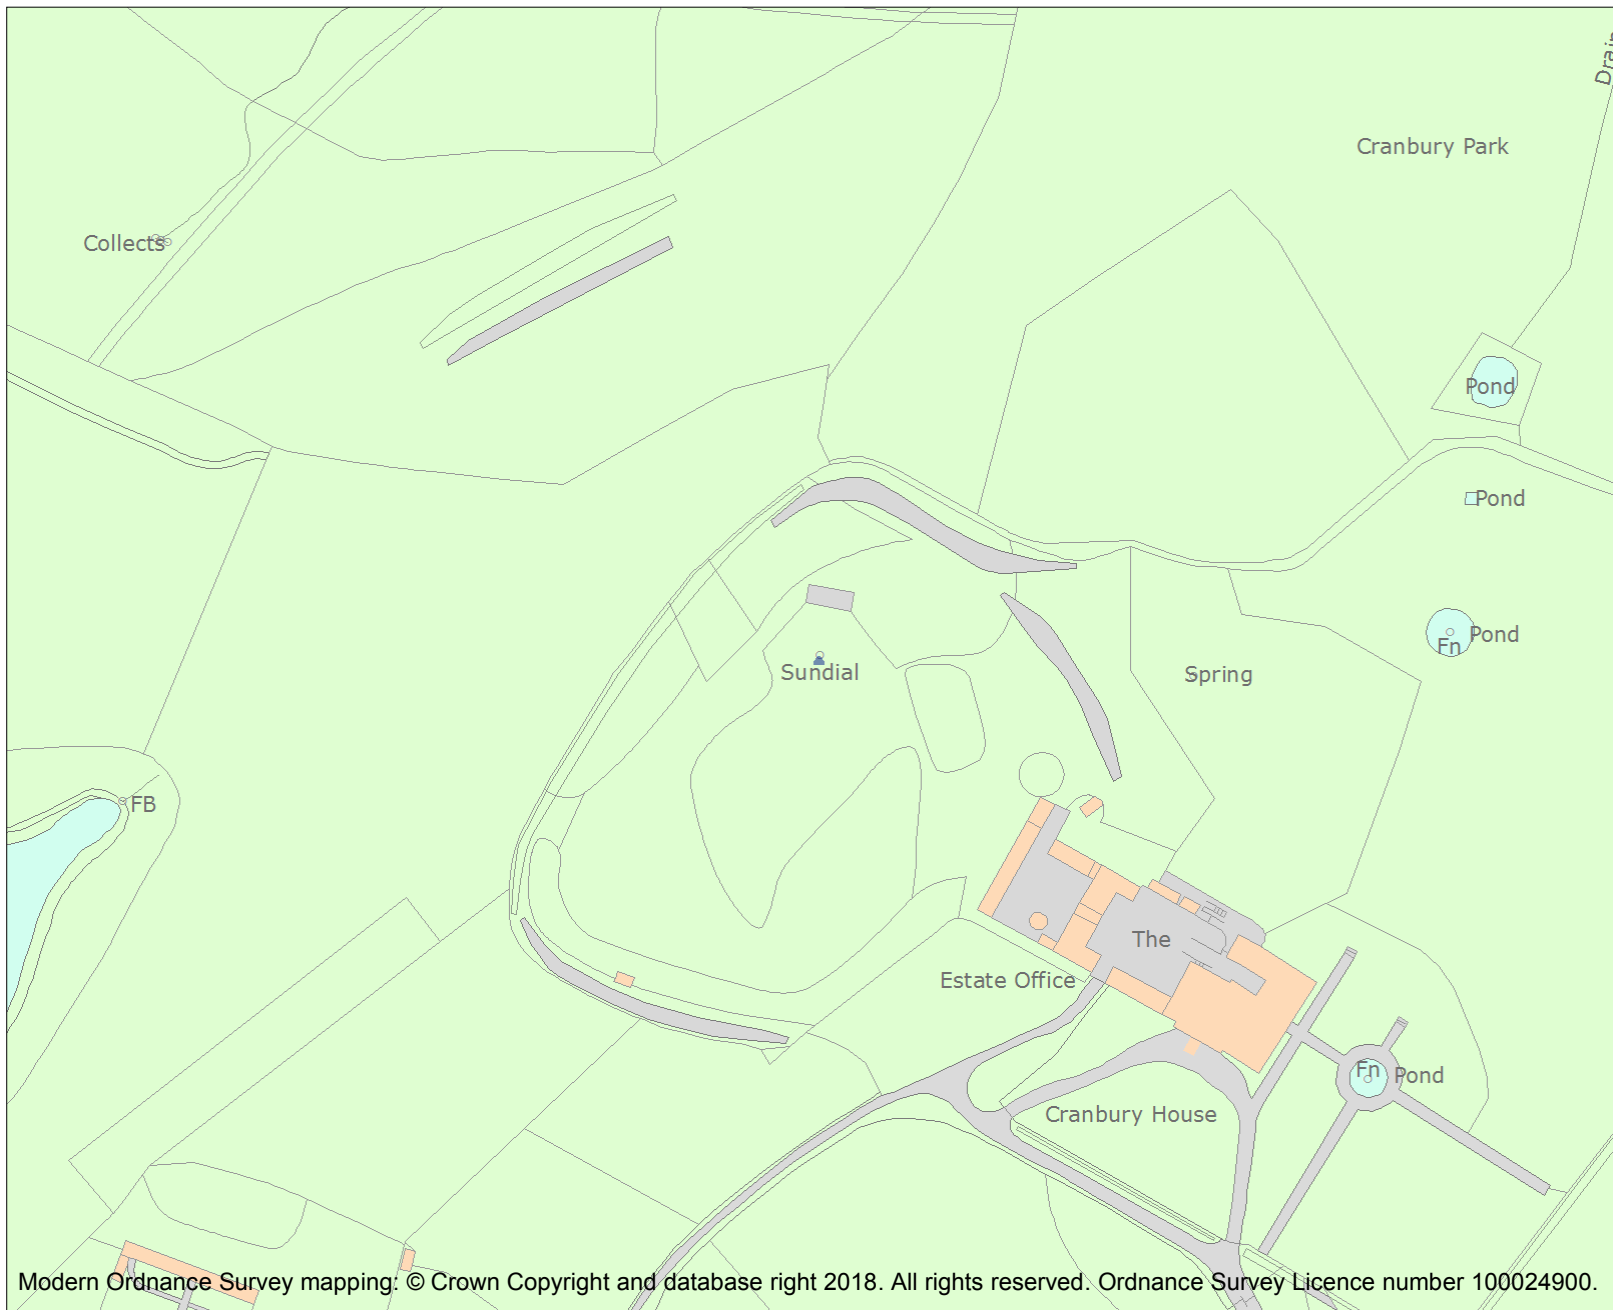 Drain
Cranbury Park
Collects
Pond
Pond
Pond
Fn
Sundial
Spring
FB
The
Estate Office
Fn
Pond
Cranbury House
Modern Ordnance Survey mapping: © Crown Copyright and database right 2018. All rights reserved. Ordnance Survey Licence number 100024900.